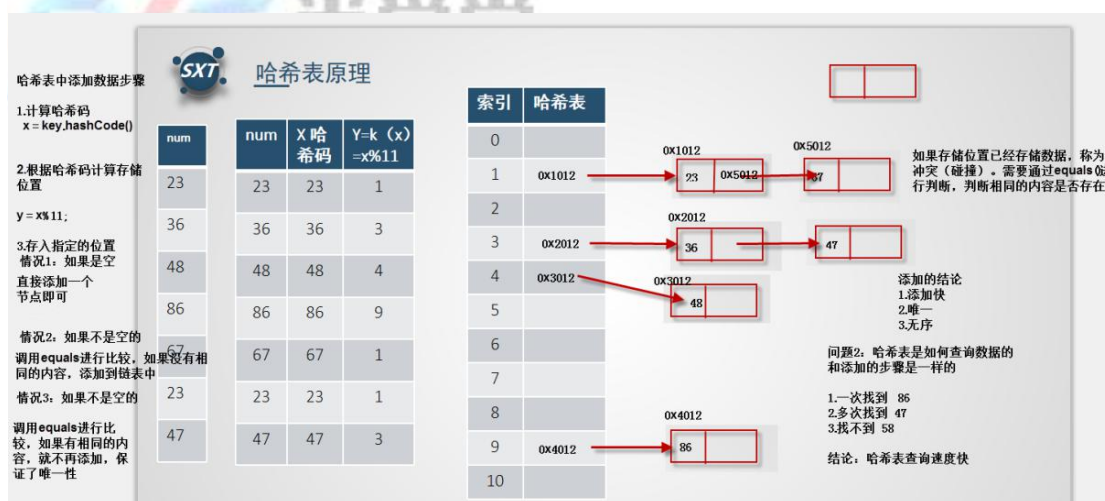 SXT
哈希表原理
哈希表中添加数据步骤
1.计算哈希码
x = key,hashCode()
2.根据哈希码计算存储
位置
y = x%11;
3.存入指定的位置
情况1：如果是空
直接添加一个
节点即可
情况2：如果不是空的
调用equals进行比较，如果没有相
同的内容，添加到链表中
情况3：如果不是空的
调用equals进行比
较，如果有相同的内
容，就不再添加，保
证了唯一性
num
23
36
48
86
67
23
47
num X 哈希码 Y=k（x）=x%11
23 23 1
36 36 3
48 48 4
86 86 9
67 67 1
23 23 1
47 47 3
索引 哈希表
0
1 0X1012
2
3 0X2012
4 0X3012
5
6
7
8
9 0X4012
10
0X1012
23 0X5012
0X5012
67
0X2012
36
47
0X3012
48
0X4012
86
如果存储位置已经存储数据，称为
冲突（碰撞）。需要通过equals()进
行判断，判断相同的内容是否存在
添加的结论
1.添加快
2.唯一
3.无序
问题2：哈希表是如何查询数据的
和添加的步骤是一样的
1.一次找到 86
2.多次找到 47
3.找不到 58
结论：哈希表查询速度快